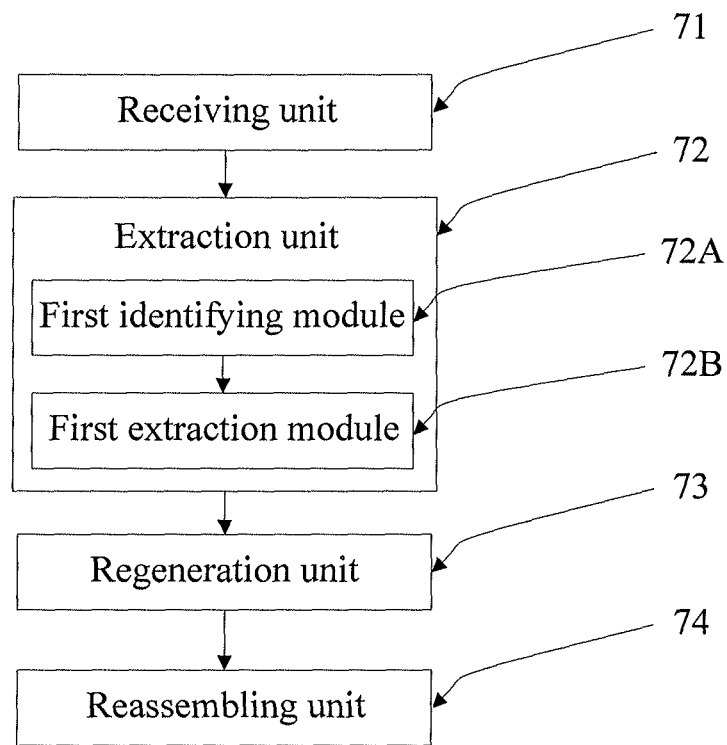 71
Receiving unit
72
Extraction unit
72A
First identifying module
72B
First extraction module
73
Regeneration unit
74
Reassembling unit